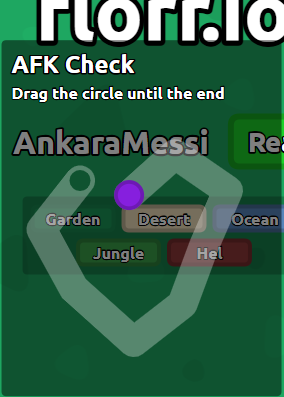 florr.io
AFK Check
Drag the circle until the end
AnkaraMessi
Rea
Garden
Desert
Ocean
Jungle
Hel